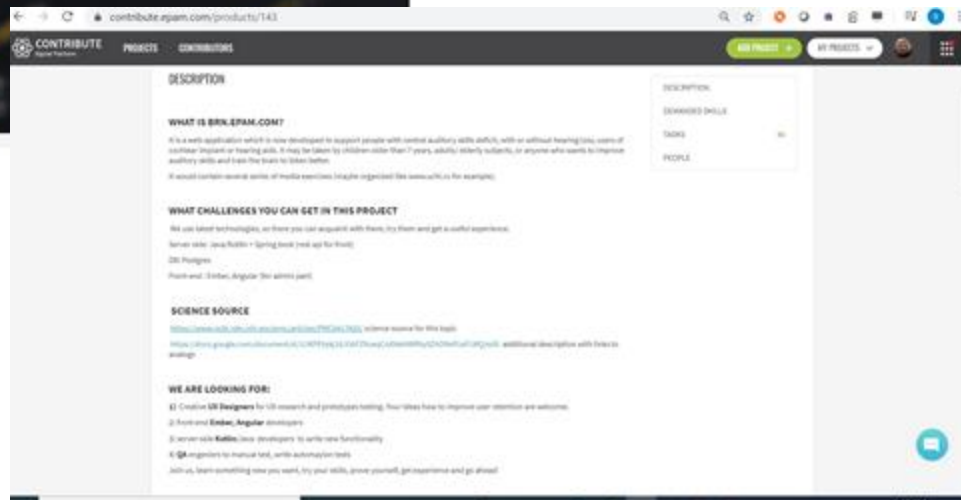 contribute.epam.com/products/143
CONTRIBUTE
PROJECTS CONTRIBUTORS ADD PROJECT + MY PROJECTS
DESCRIPTION
DESCRIPTION
DEMANDED SKILLS
TASKS
PEOPLE
WHAT IS BRN.EPAM.COM?
It is a web application which is now developed to support people with central auditory skills deficit, with or without hearing loss, users of
cochlear implant or hearing aids. It may be taken by children older than 7 years, adults/ elderly subjects, or anyone who wants to improve
auditory skills and train the brain to listen better.
It would contain several series of media exercises (maybe organized like www.uchi.ru for example).
WHAT CHALLENGES YOU CAN GET IN THIS PROJECT
We use latest technologies, so there you can acquaint with them, try them and get a useful experience.
Server side: Java/Kotlin + Spring boot (rest api for front)
DB: Postgres
Front-end : Ember, Angular (for admin part)
SCIENCE SOURCE
science source for this topic
additional description with links to
analogs
WE ARE LOOKING FOR:
1) Creative UX Designers for UX research and prototypes testing. Your ideas how to improve user retention are welcome.
2) front-end Ember, Angular developers
3) server-side Kotlin/Java developers to write new functionality
4) QA engineers to manual test, write automation tests
Join us, learn something new you want, try your skills, prove yourself, get experience and go ahead!